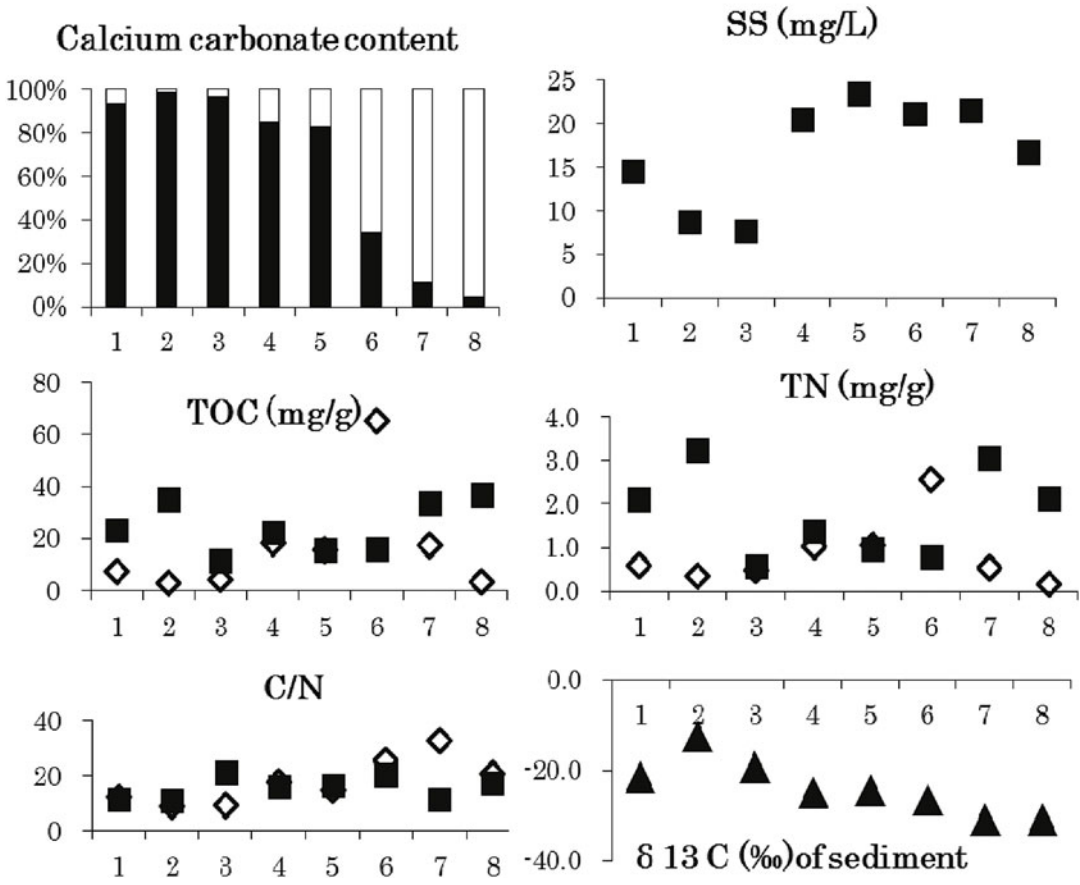 Calcium carbonate content
100%
80%
60%
40%
20%
0%
1 2 3 4 5 6 7 8
SS (mg/L)
25
20
15
10
5
0
1 2 3 4 5 6 7 8
TOC (mg/g)
80
60
40
20
0
1 2 3 4 5 6 7 8
TN (mg/g)
4.0
3.0
2.0
1.0
0.0
1 2 3 4 5 6 7 8
C/N
40
20
0
1 2 3 4 5 6 7 8
0.0
1 2 3 4 5 6 7 8
-20.0
-40.0
δ 13 C (‰)of sediment